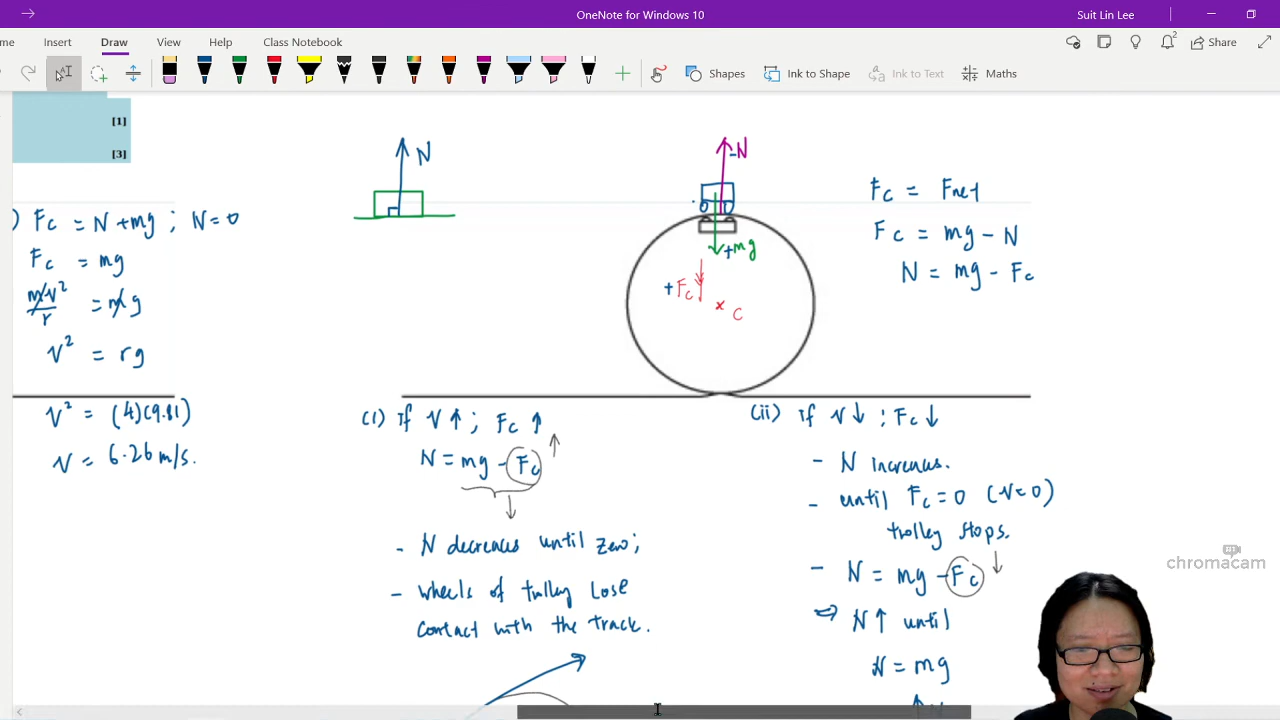 OneNote for Windows 10
Suit Lin Lee
me Insert Draw View Help Class Notebook
Share
Shapes Ink to Shape Ink to Text Maths
[1]
[3]
) Fc = N + mg ; N = 0
Fc = mg
mv²/r = mg
v² = rg
v² = (4)(9.81)
v = 6.26 m/s.
N
-N
+mg
+Fc
x C
Fc = Fnet
Fc = mg - N
N = mg - Fc
(i) If v ↑ ; Fc ↑
N = mg - Fc
- N decreases until zero;
- wheels of trolley lose
contact with the track.
(ii) If v ↓ ; Fc ↓
- N increases.
- until Fc = 0 (v=0)
trolley stops.
- N = mg - Fc
⇒ N ↑ until
N = mg
#1
chromacam